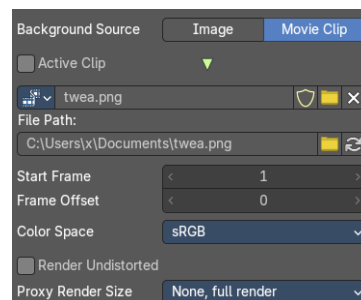 Background Source Image Movie Clip
Active Clip
twea.png
File Path:
C:\Users\x\Documents\twea.png
Start Frame 1
Frame Offset 0
Color Space sRGB
Render Undistorted
Proxy Render Size None, full render